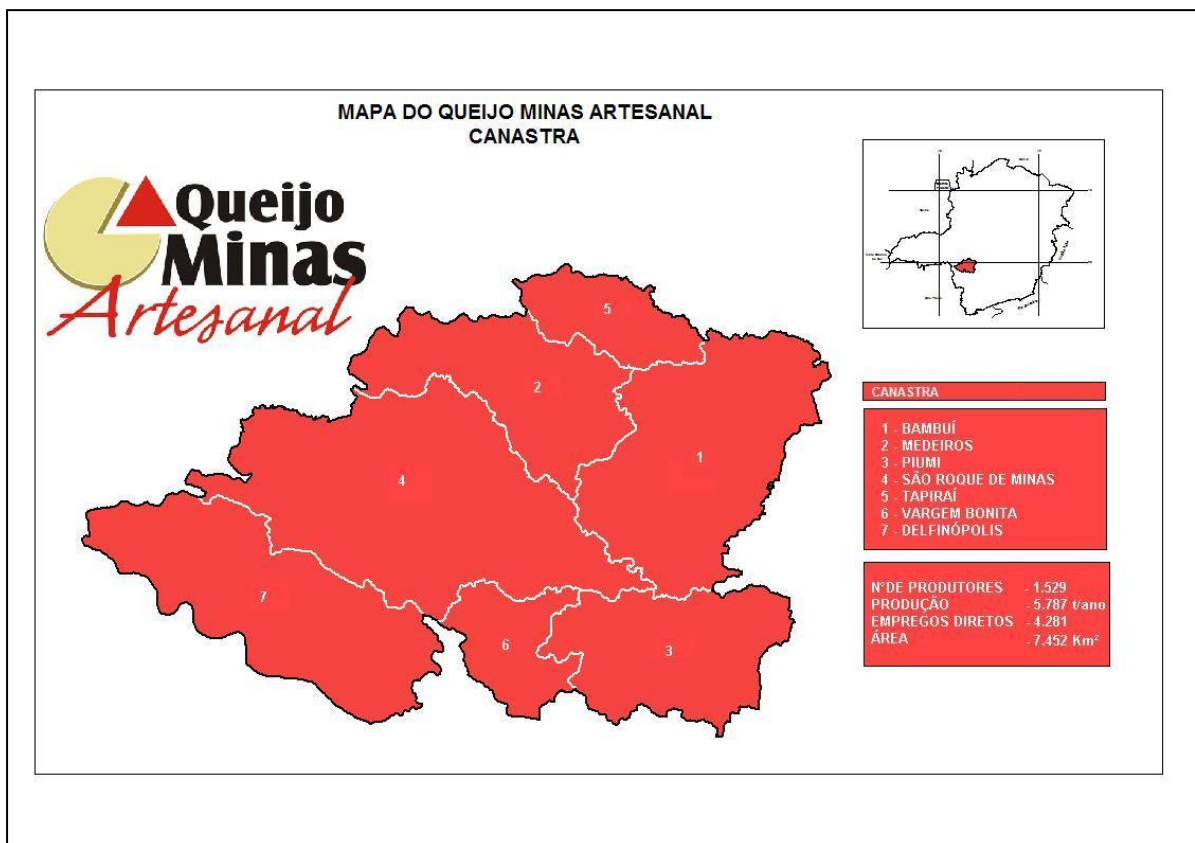 MAPA DO QUEIJO MINAS ARTESANAL
CANASTRA
Queijo
Minas
Artesanal
5
2
1
4
7
6
3
CANASTRA
1 - BAMBUÍ
2 - MEDEIROS
3 - PIUMI
4 - SÃO ROQUE DE MINAS
5 - TAPIRAÍ
6 - VARGEM BONITA
7 - DELFINÓPOLIS
N°DE PRODUTORES - 1.529
PRODUÇÃO - 5.787 t/ano
EMPREGOS DIRETOS - 4.281
ÁREA - 7.452 Km²